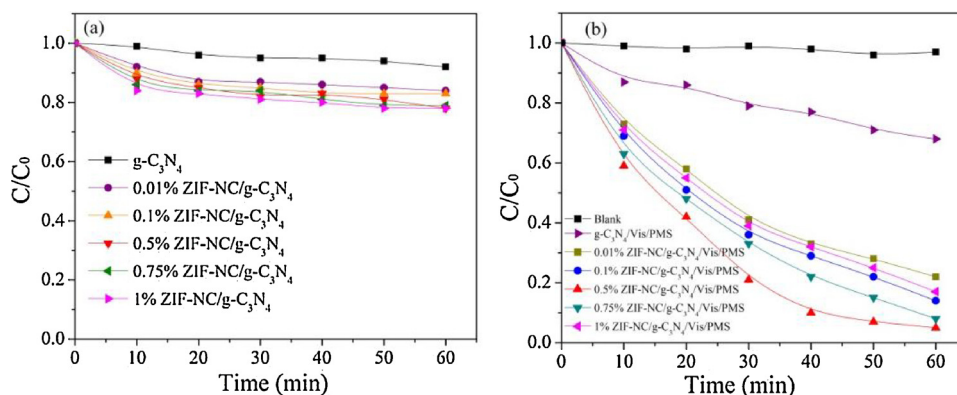 (a)
C/C0
1.0
0.8
0.6
0.4
0.2
0.0
g-C3N4
0.01% ZIF-NC/g-C3N4
0.1% ZIF-NC/g-C3N4
0.5% ZIF-NC/g-C3N4
0.75% ZIF-NC/g-C3N4
1% ZIF-NC/g-C3N4
0 10 20 30 40 50 60
Time (min)
(b)
C/C0
1.0
0.8
0.6
0.4
0.2
0.0
Blank
g-C3N4/Vis/PMS
0.01% ZIF-NC/g-C3N4/Vis/PMS
0.1% ZIF-NC/g-C3N4/Vis/PMS
0.5% ZIF-NC/g-C3N4/Vis/PMS
0.75% ZIF-NC/g-C3N4/Vis/PMS
1% ZIF-NC/g-C3N4/Vis/PMS
0 10 20 30 40 50 60
Time (min)